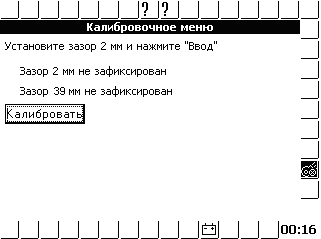 ? ?
Калибровочное меню
Установите зазор 2 мм и нажмите "Ввод"
Зазор 2 мм не зафиксирован
Зазор 39 мм не зафиксирован
Калибровать
00:16